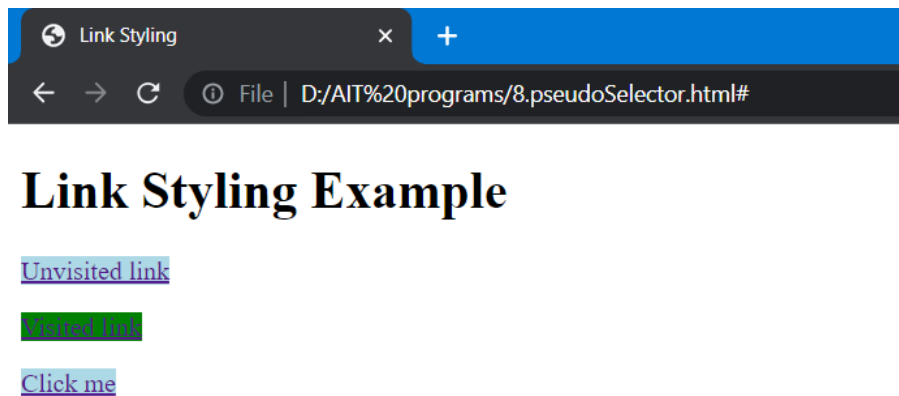 Link Styling
File | D:/AIT%20programs/8.pseudoSelector.html#
Link Styling Example
Unvisited link
Visited link
Click me